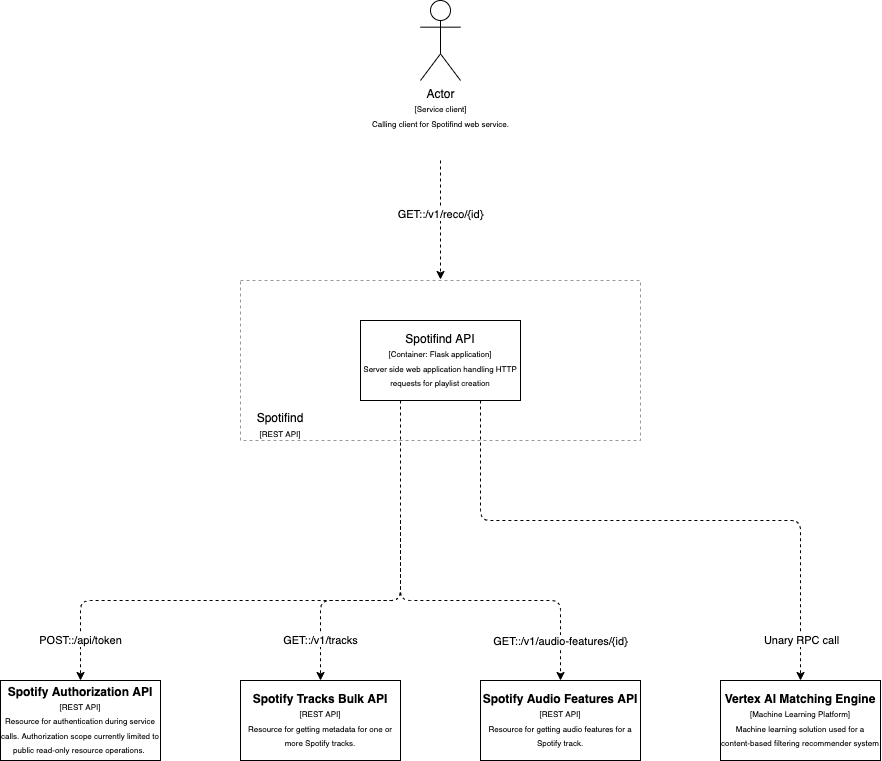 Actor
[Service client]
Calling client for Spotifind web service.
GET::/v1/reco/{id}
Spotifind API
[Container: Flask application]
Server side web application handling HTTP
requests for playlist creation
Spotifind
[REST API]
POST::/api/token
GET::/v1/tracks
GET::/v1/audio-features/{id}
Unary RPC call
Spotify Authorization API
[REST API]
Resource for authentication during service
calls. Authorization scope currently limited to
public read-only resource operations.
Spotify Tracks Bulk API
[REST API]
Resource for getting metadata for one or
more Spotify tracks.
Spotify Audio Features API
[REST API]
Resource for getting audio features for a
Spotify track.
Vertex AI Matching Engine
[Machine Learning Platform]
Machine learning solution used for a
content-based filtering recommender system